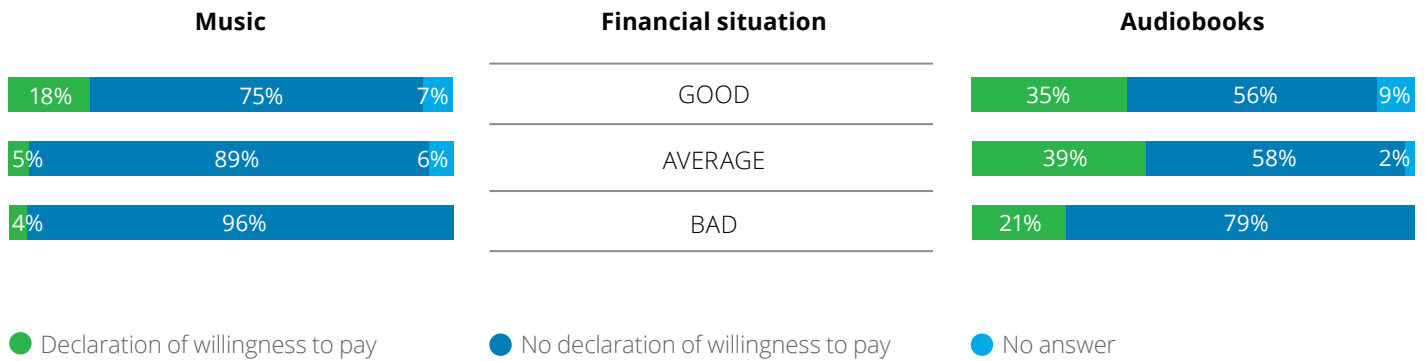 Music Financial situation Audiobooks
18% 75% 7% GOOD 35% 56% 9%
5% 89% 6% AVERAGE 39% 58% 2%
4% 96% BAD 21% 79%
Declaration of willingness to pay No declaration of willingness to pay No answer